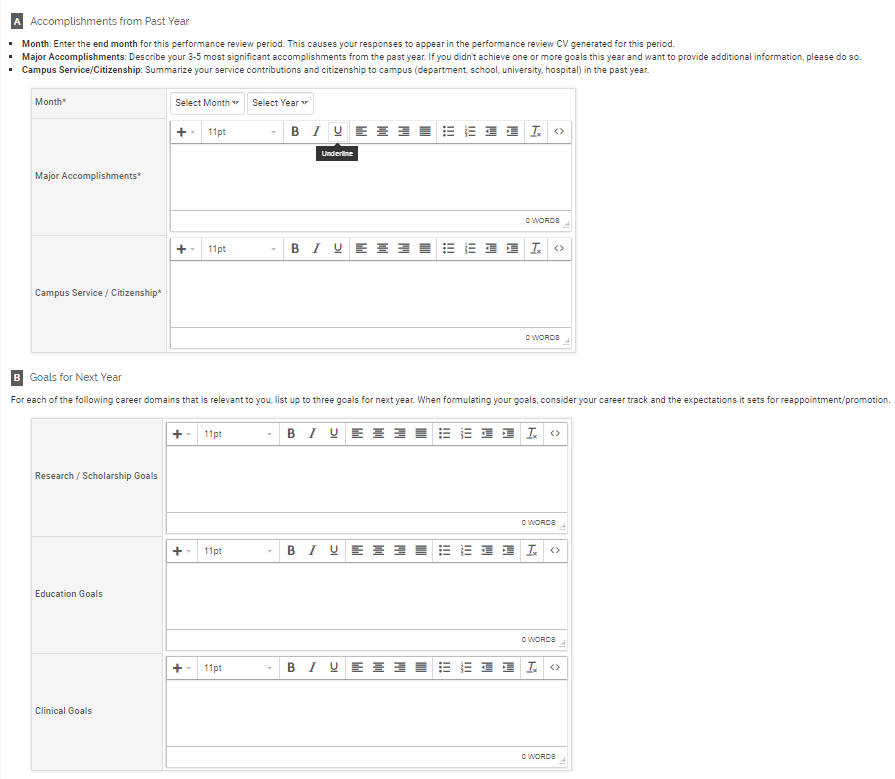 A Accomplishments from Past Year
Month: Enter the end month for this performance review period. This causes your responses to appear in the performance review CV generated for this period.
Major Accomplishments: Describe your 3-5 most significant accomplishments from the past year. If you didn't achieve one or more goals this year and want to provide additional information, please do so.
Campus Service/Citizenship: Summarize your service contributions and citizenship to campus (department, school, university, hospital) in the past year.
Month*
Select Month Select Year
11pt B I U
Underline
Major Accomplishments*
0 WORDS
11pt B I U
Campus Service / Citizenship*
0 WORDS
B Goals for Next Year
For each of the following career domains that is relevant to you, list up to three goals for next year. When formulating your goals, consider your career track and the expectations it sets for reappointment/promotion.
11pt B I U
Research / Scholarship Goals
0 WORDS
11pt B I U
Education Goals
0 WORDS
11pt B I U
Clinical Goals
0 WORDS